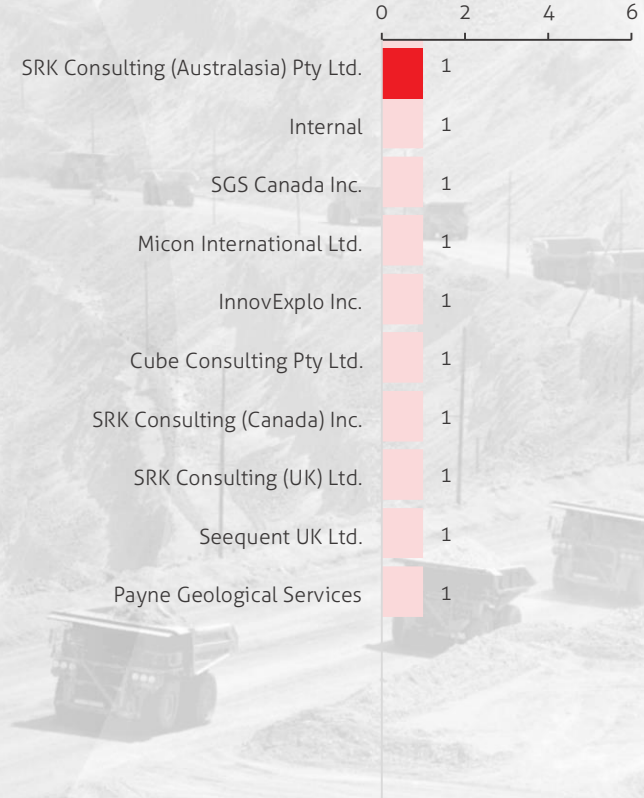 0 2 4 6
SRK Consulting (Australasia) Pty Ltd. 1
Internal 1
SGS Canada Inc. 1
Micon International Ltd. 1
InnovExplo Inc. 1
Cube Consulting Pty Ltd. 1
SRK Consulting (Canada) Inc. 1
SRK Consulting (UK) Ltd. 1
Seequent UK Ltd. 1
Payne Geological Services 1